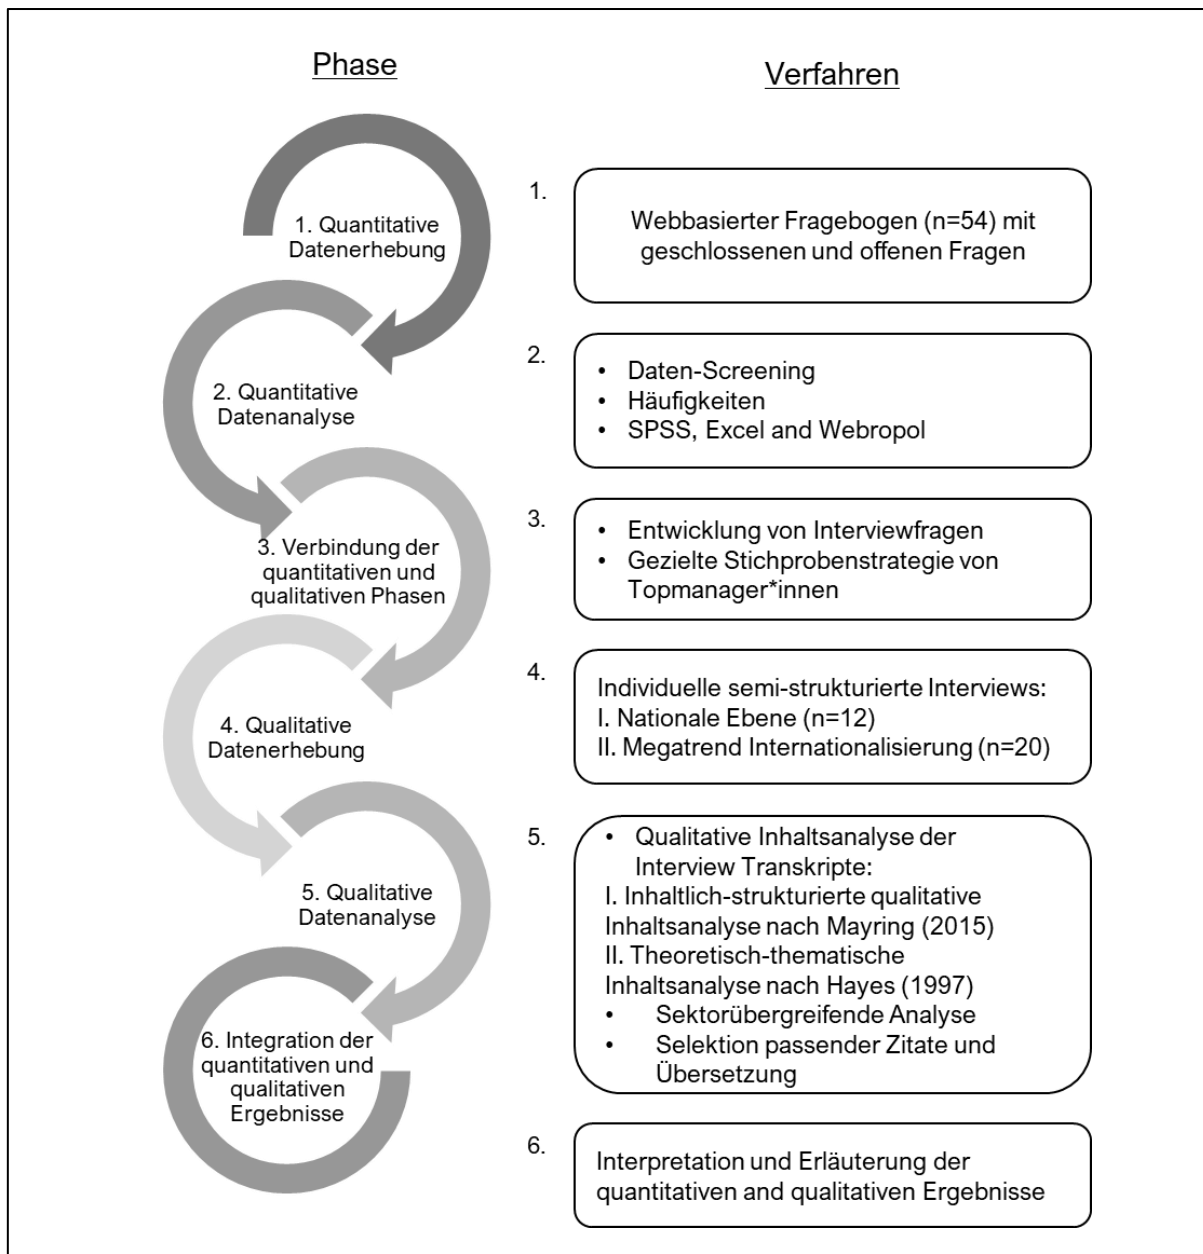 Phase
1. Quantitative
Datenerhebung
2. Quantitative
Datenanalyse
3. Verbindung der
quantitativen und
qualitativen Phasen
4. Qualitative
Datenerhebung
5. Qualitative
Datenanalyse
6. Integration der
quantitativen und
qualitativen
Ergebnisse
Verfahren
1.
Webbasierter Fragebogen (n=54) mit
geschlossenen und offenen Fragen
2.
• Daten-Screening
• Häufigkeiten
• SPSS, Excel and Webropol
3.
• Entwicklung von Interviewfragen
• Gezielte Stichprobenstrategie von
Topmanager*innen
4.
Individuelle semi-strukturierte Interviews:
I. Nationale Ebene (n=12)
II. Megatrend Internationalisierung (n=20)
5.
• Qualitative Inhaltsanalyse der
Interview Transkripte:
I. Inhaltlich-strukturierte qualitative
Inhaltsanalyse nach Mayring (2015)
II. Theoretisch-thematische
Inhaltsanalyse nach Hayes (1997)
• Sektorübergreifende Analyse
• Selektion passender Zitate und
Übersetzung
6.
Interpretation und Erläuterung der
quantitativen and qualitativen Ergebnisse